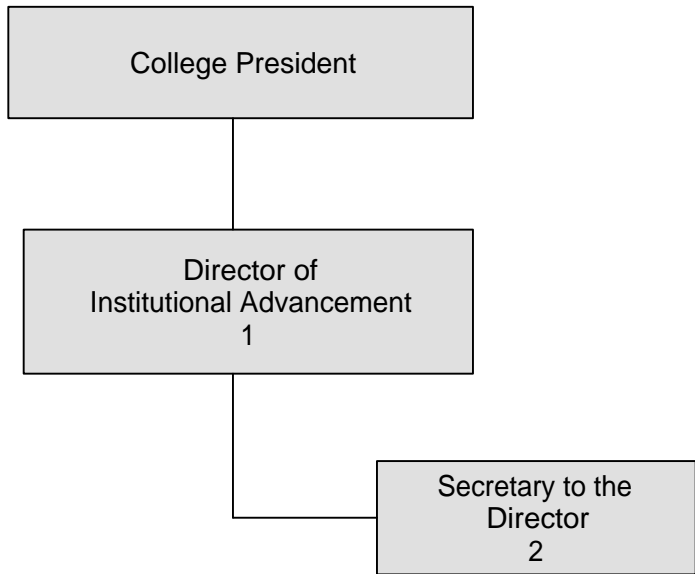 College President
Director of
Institutional Advancement
1
Secretary to the
Director
2